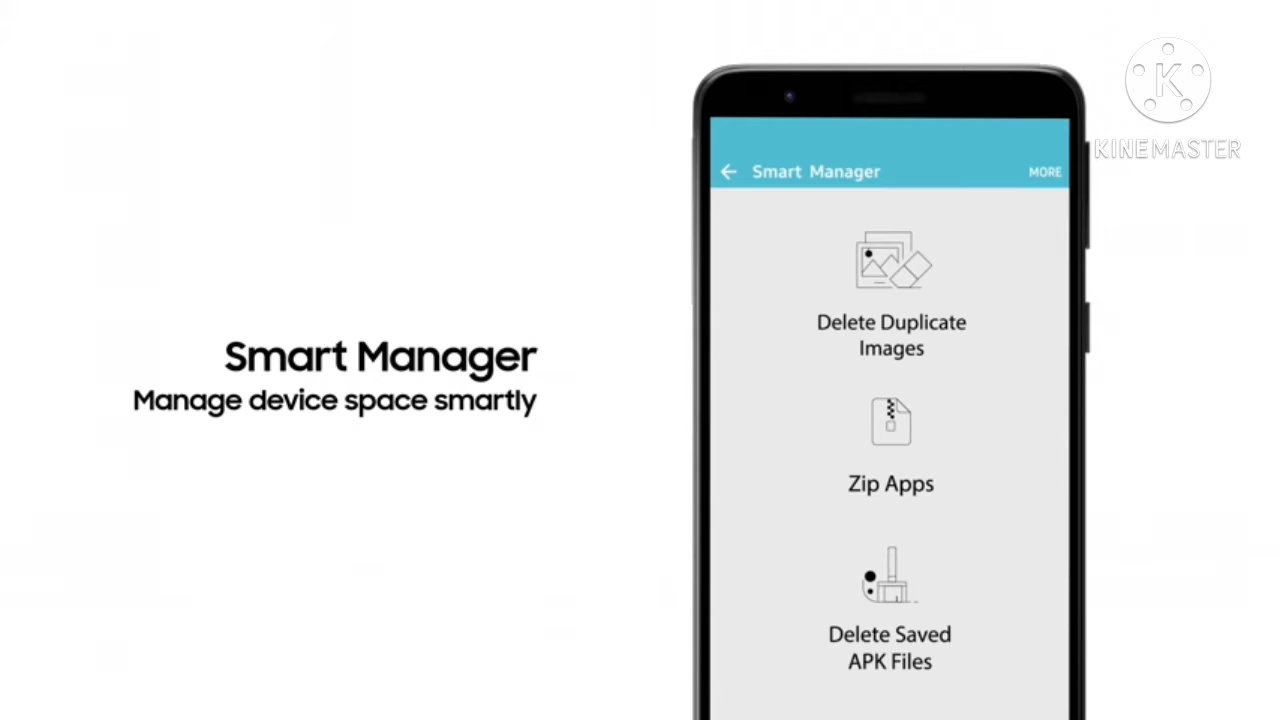 Smart Manager
Manage device space smartly
Smart Manager
MORE
Delete Duplicate
Images
Zip Apps
Delete Saved
APK Files
K
KINEMASTER